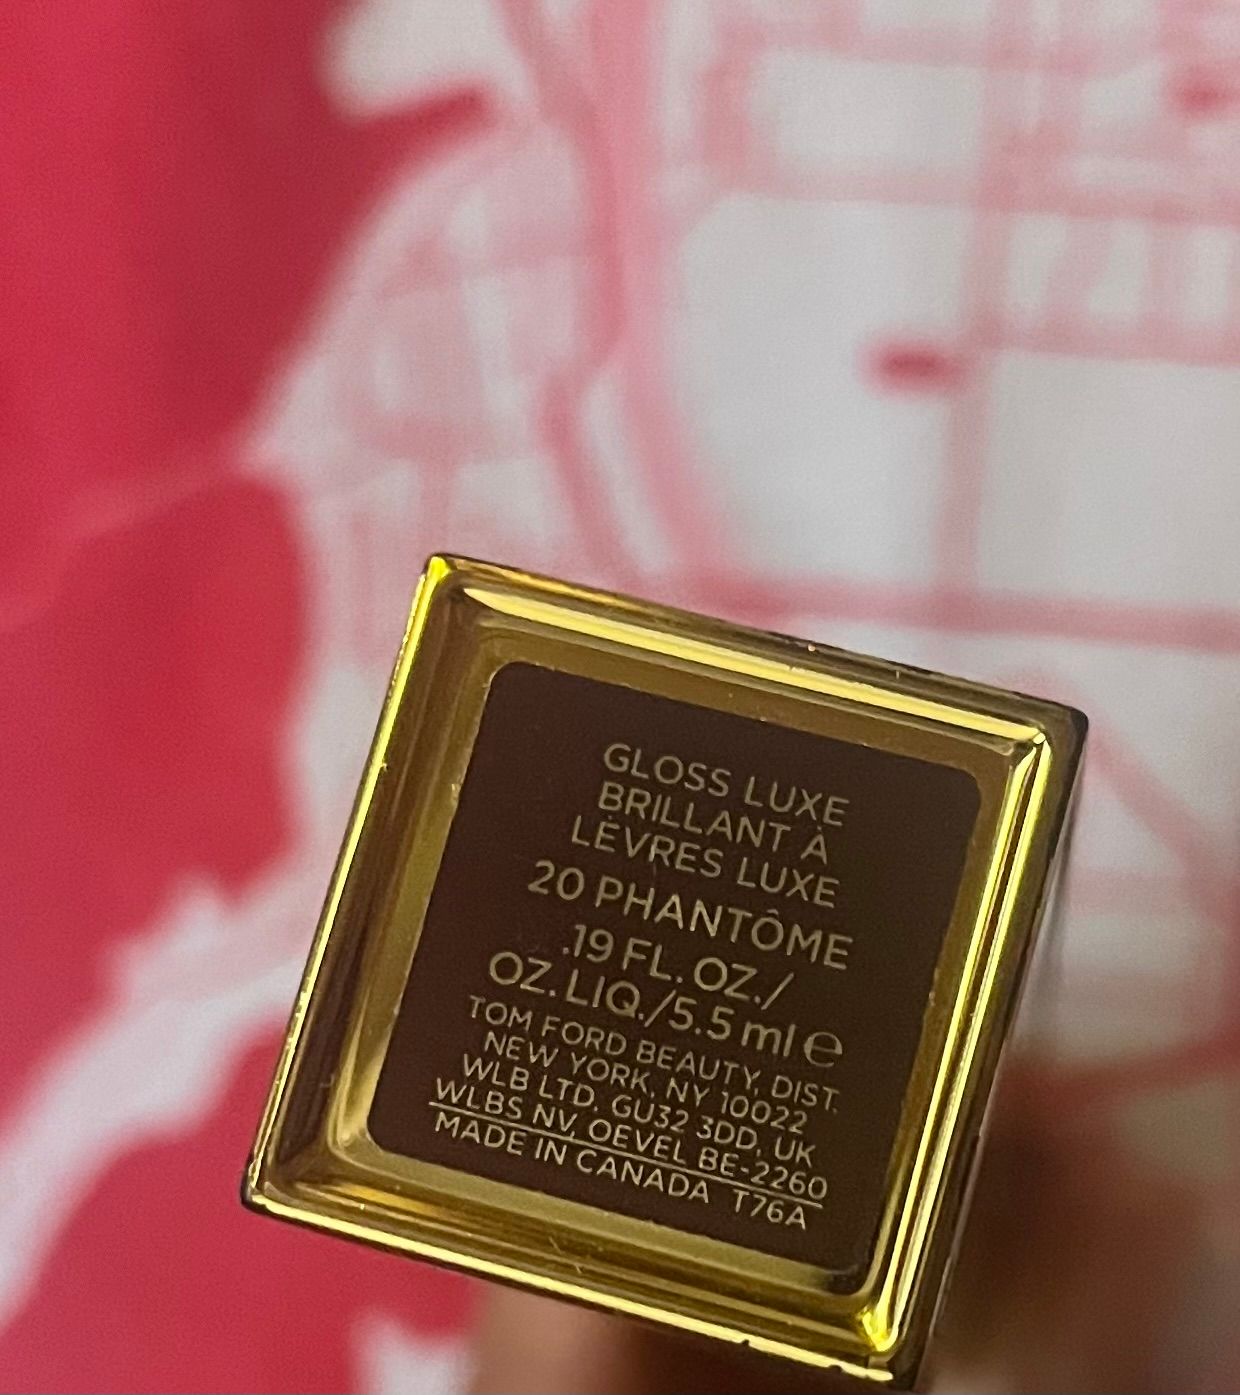 GLOSS LUXE
BRILLANT À
LÈVRES LUXE
20 PHANTÔME
.19 FL. OZ./
OZ. LIQ./5.5 ml ℮
TOM FORD BEAUTY, DIST.
NEW YORK, NY 10022
WLB LTD. GU32 3DD, UK
WLBS NV, OEVEL BE-2260
MADE IN CANADA T76A